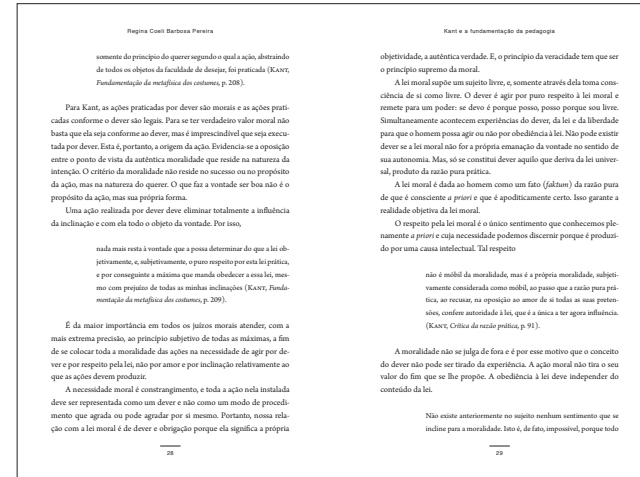 Regina Coeli Barbosa Pereira
somente do princípio do querer segundo o qual a ação, abstraindo
de todos os objetos da faculdade de desejar, foi praticada (Kant,
Fundamentação da metafísica dos costumes, p. 208).
Para Kant, as ações praticadas por dever são morais e as ações prati-
cadas conforme o dever são legais. Para se ter verdadeiro valor moral não
basta que ela seja conforme ao dever, mas é imprescindível que seja execu-
tada por dever. Esta é, portanto, a origem da ação. Evidencia-se a oposição
entre o ponto de vista da autêntica moralidade que reside na natureza da
intenção. O critério da moralidade não reside no sucesso ou no propósito
da ação, mas na natureza do querer. O que faz a vontade ser boa não é o
propósito da ação, mas sua própria forma.
Uma ação realizada por dever deve eliminar totalmente a influência
da inclinação e com ela todo o objeto da vontade. Por isso,
nada mais resta à vontade que a possa determinar do que a lei ob-
jetivamente, e, subjetivamente, o puro respeito por esta lei prática,
e por conseguinte a máxima que manda obedecer a essa lei, mes-
mo com prejuízo de todas as minhas inclinações (Kant, Funda-
mentação da metafísica dos costumes, p. 209).
É da maior importância em todos os juízos morais atender, com a
mais extrema precisão, ao princípio subjetivo de todas as máximas, a fim
de se colocar toda a moralidade das ações na necessidade de agir por de-
ver e por respeito pela lei, não por amor e por inclinação relativamente ao
que as ações devem produzir.
A necessidade moral é constrangimento, e toda a ação nela instalada
deve ser representada como um dever e não como um modo de procedi-
mento que agrada ou pode agradar por si mesmo. Portanto, nossa rela-
ção com a lei moral é de dever e obrigação porque ela significa a própria
28
Kant e a fundamentação da pedagogia
objetividade, a autêntica verdade. E, o princípio da veracidade tem que ser
o princípio supremo da moral.
A lei moral supõe um sujeito livre, e, somente através dela toma cons-
ciência de si como livre. O dever é agir por puro respeito à lei moral e
remete para um poder: se devo é porque posso, posso porque sou livre.
Simultaneamente acontecem experiências do dever, da lei e da liberdade
para que o homem possa agir ou não por obediência à lei. Não pode existir
dever se a lei moral não for a própria emanação da vontade no sentido de
sua autonomia. Mas, só se constitui dever aquilo que deriva da lei univer-
sal, produto da razão pura prática.
A lei moral é dada ao homem como um fato (faktum) da razão pura
de que é consciente a priori e que é apoditicamente certo. Isso garante a
realidade objetiva da lei moral.
O respeito pela lei moral é o único sentimento que conhecemos ple-
namente a priori e cuja necessidade podemos discernir porque é produzi-
do por uma causa intelectual. Tal respeito
não é móbil da moralidade, mas é a própria moralidade, subjeti-
vamente considerada como móbil, ao passo que a razão pura prá-
tica, ao recusar, na oposição ao amor de si todas as suas preten-
sões, confere autoridade à lei, que é a única a ter agora influência.
(Kant, Crítica da razão prática, p. 91).
A moralidade não se julga de fora e é por esse motivo que o conceito
do dever não pode ser tirado da experiência. A ação moral não tira o seu
valor do fim que se lhe propõe. A obediência à lei deve independer do
conteúdo da lei.
Não existe anteriormente no sujeito nenhum sentimento que se
incline para a moralidade. Isto é, de fato, impossível, porque todo
29